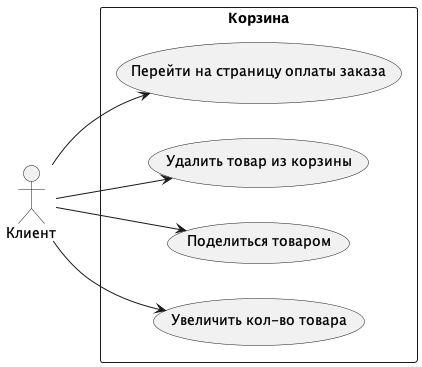 Корзина
Перейти на страницу оплаты заказа
Удалить товар из корзины
Клиент
Поделиться товаром
Увеличить кол-во товара